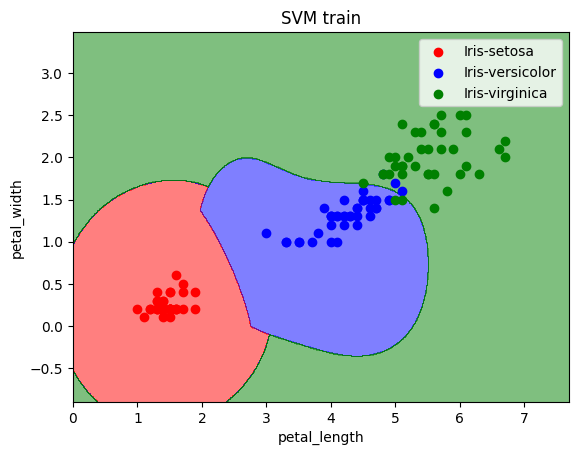 SVM train
Iris-setosa
Iris-versicolor
Iris-virginica
petal_width
3.0
2.5
2.0
1.5
1.0
0.5
0.0
−0.5
0 1 2 3 4 5 6 7
petal_length